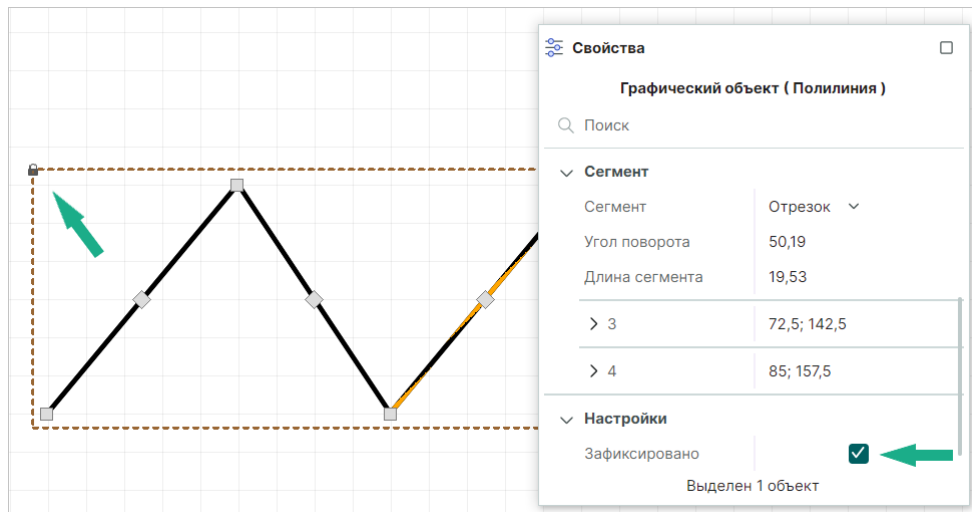 Свойства
Графический объект ( Полилиния )
Поиск
Сегмент
Сегмент Отрезок
Угол поворота 50,19
Длина сегмента 19,53
3 72,5; 142,5
4 85; 157,5
Настройки
Зафиксировано
Выделен 1 объект